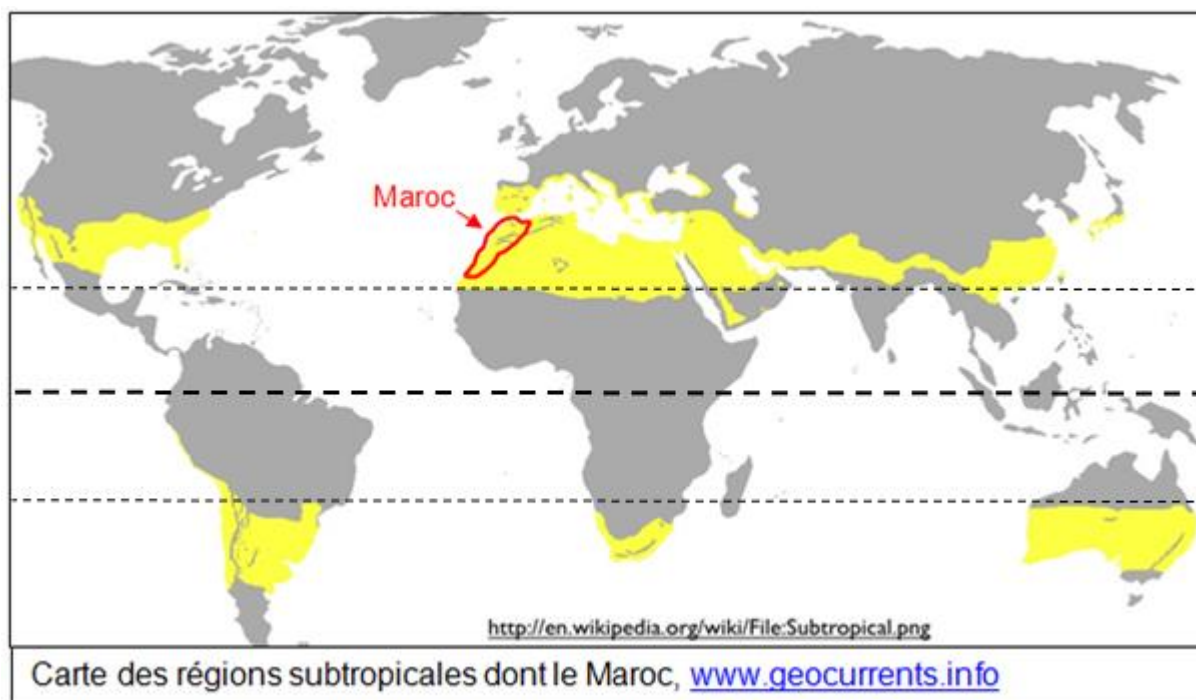 Maroc
http://en.wikipedia.org/wiki/File:Subtropical.png
Carte des régions subtropicales dont le Maroc, www.geocurrents.info